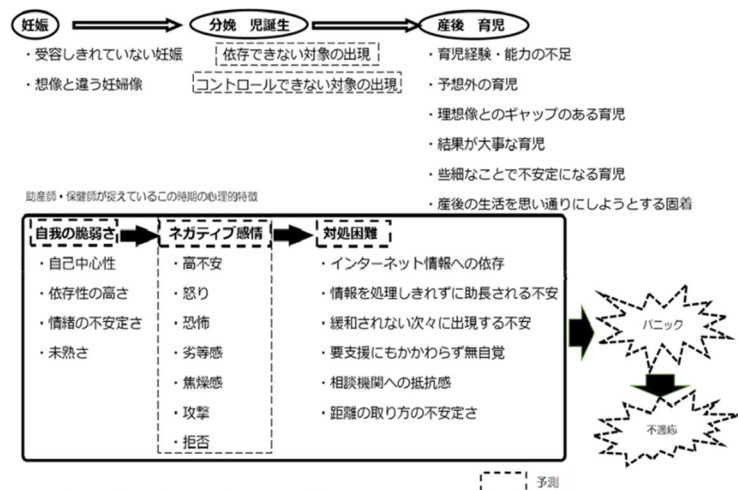 妊娠
分娩 児誕生
産後 育児
・受容しきれていない妊娠
・想像と違う妊婦像
依存できない対象の出現
コントロールできない対象の出現
・育児経験・能力の不足
・予想外の育児
・理想像とのギャップのある育児
・結果が大事な育児
・些細なことで不安定になる育児
・産後の生活を思い通りにしようとする固着
助産師・保健師が捉えているこの時期の心理的特徴
自我の脆弱さ
・自己中心性
・依存性の高さ
・情緒の不安定さ
・未熟さ
ネガティブ感情
・高不安
・怒り
・恐怖
・劣等感
・焦燥感
・攻撃
・拒否
対処困難
・インターネット情報への依存
・情報を処理しきれずに助長される不安
・緩和されない次々に出現する不安
・要支援にもかかわらず無自覚
・相談機関への抵抗感
・距離の取り方の不安定さ
パニック
不適応
予測